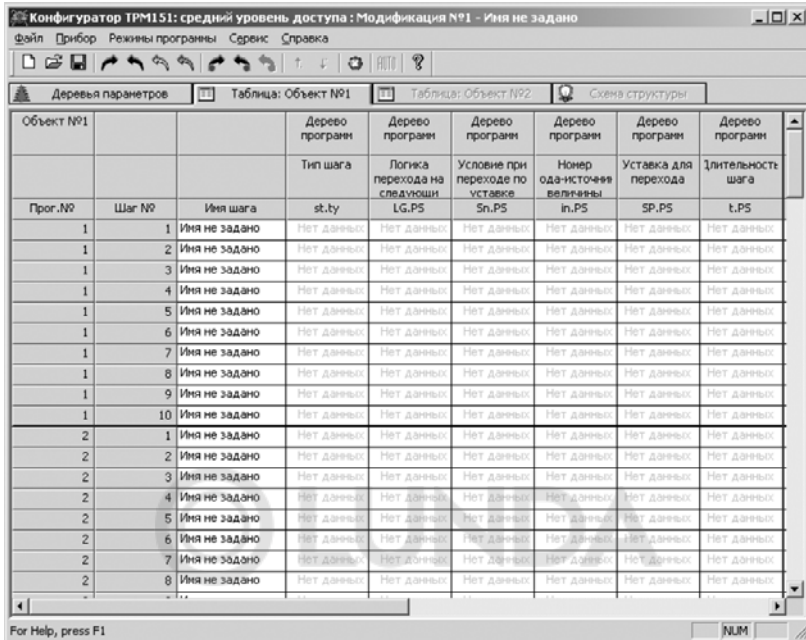 Конфигуратор ТРМ151: средний уровень доступа : Модификация №1 - Имя не задано
Файл Прибор Режимы программы Сервис Справка
Деревья параметров Таблица: Объект №1 Таблица: Объект №2 Схема структуры
Объект №1 Дерево программ Дерево программ Дерево программ Дерево программ Дерево программ Дерево программ
Тип шага Логика перехода на следующи Условие при переходе по уставке Номер ода-источник величины Уставка для перехода Длительность шага
Прог.№ Шаг № Имя шага st.ty LG.PS Sn.PS in.PS SP.PS t.PS
1 1 Имя не задано Нет данных Нет данных Нет данных Нет данных Нет данных Нет данных
1 2 Имя не задано Нет данных Нет данных Нет данных Нет данных Нет данных Нет данных
1 3 Имя не задано Нет данных Нет данных Нет данных Нет данных Нет данных Нет данных
1 4 Имя не задано Нет данных Нет данных Нет данных Нет данных Нет данных Нет данных
1 5 Имя не задано Нет данных Нет данных Нет данных Нет данных Нет данных Нет данных
1 6 Имя не задано Нет данных Нет данных Нет данных Нет данных Нет данных Нет данных
1 7 Имя не задано Нет данных Нет данных Нет данных Нет данных Нет данных Нет данных
1 8 Имя не задано Нет данных Нет данных Нет данных Нет данных Нет данных Нет данных
1 9 Имя не задано Нет данных Нет данных Нет данных Нет данных Нет данных Нет данных
1 10 Имя не задано Нет данных Нет данных Нет данных Нет данных Нет данных Нет данных
2 1 Имя не задано Нет данных Нет данных Нет данных Нет данных Нет данных Нет данных
2 2 Имя не задано Нет данных Нет данных Нет данных Нет данных Нет данных Нет данных
2 3 Имя не задано Нет данных Нет данных Нет данных Нет данных Нет данных Нет данных
2 4 Имя не задано Нет данных Нет данных Нет данных Нет данных Нет данных Нет данных
2 5 Имя не задано Нет данных Нет данных Нет данных Нет данных Нет данных Нет данных
2 6 Имя не задано Нет данных Нет данных Нет данных Нет данных Нет данных Нет данных
2 7 Имя не задано Нет данных Нет данных Нет данных Нет данных Нет данных Нет данных
2 8 Имя не задано Нет данных Нет данных Нет данных Нет данных Нет данных Нет данных
LUNDA
For Help, press F1 NUM